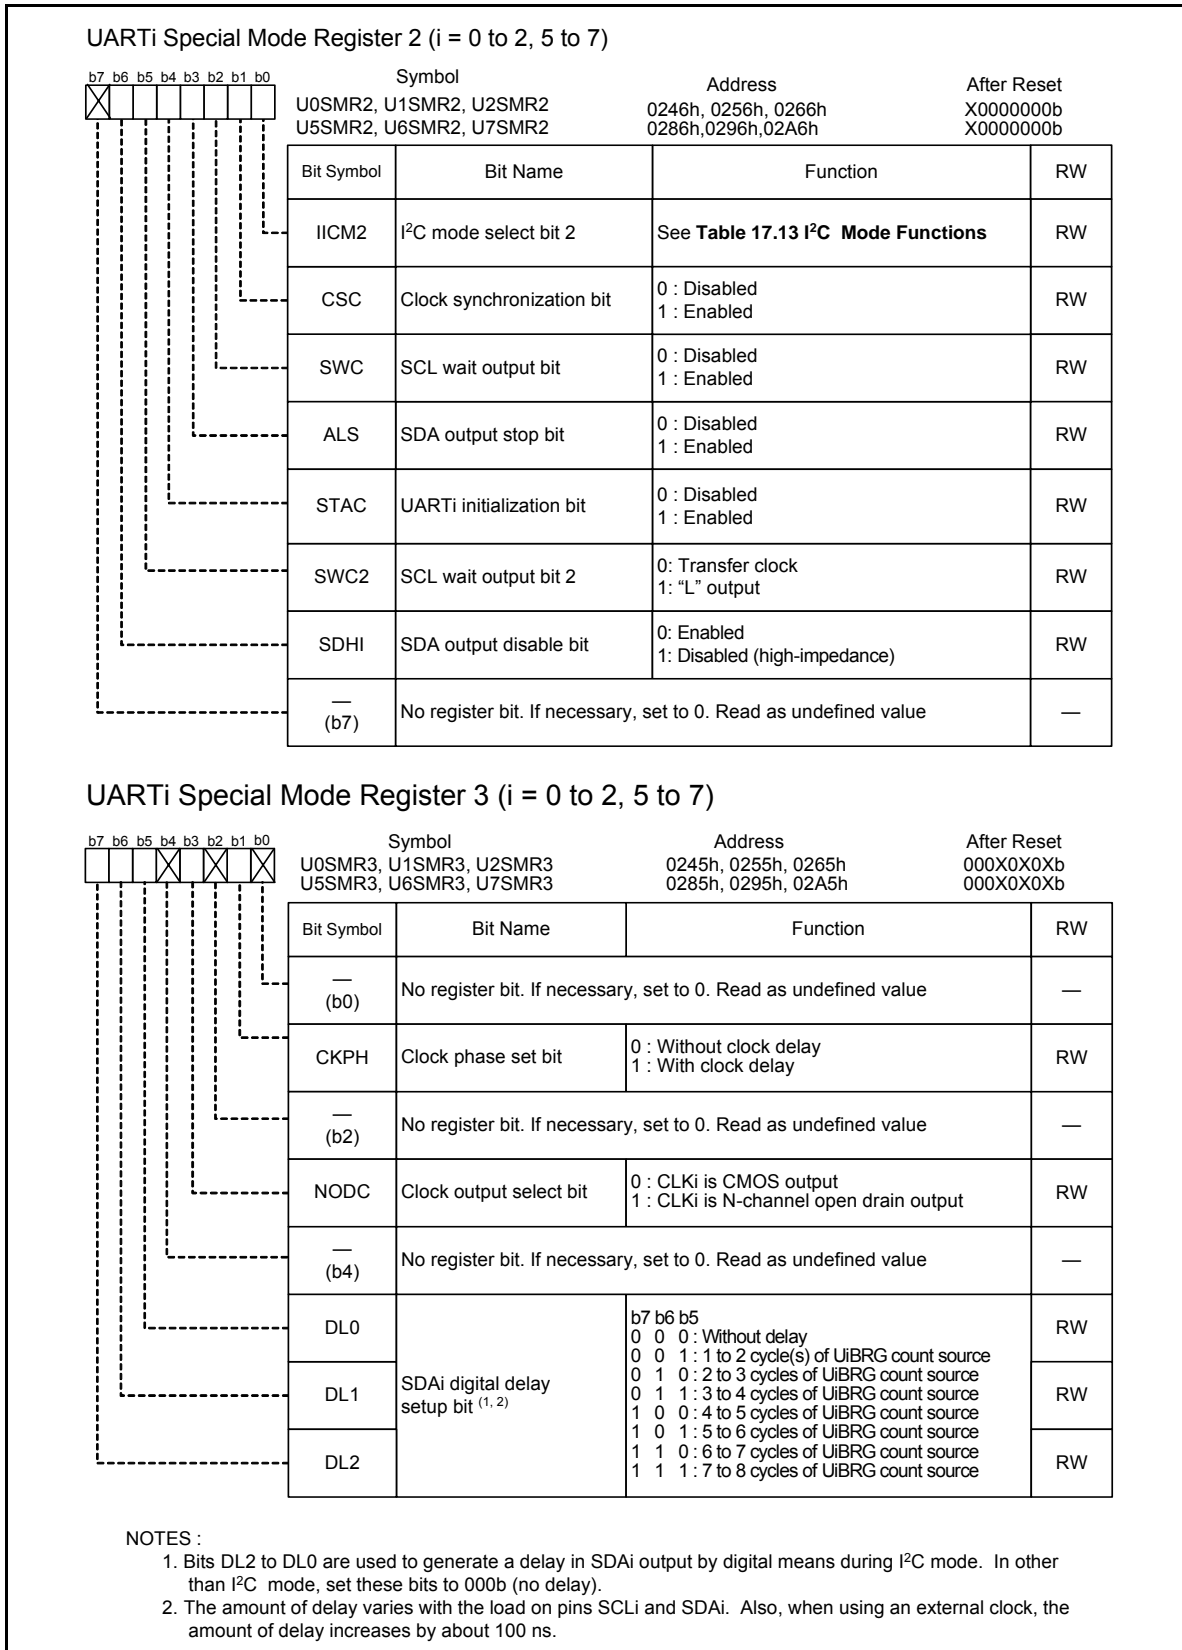 UARTi Special Mode Register 2 (i = 0 to 2, 5 to 7)
b7 b6 b5 b4 b3 b2 b1 b0
Symbol Address After Reset
U0SMR2, U1SMR2, U2SMR2 0246h, 0256h, 0266h X0000000b
U5SMR2, U6SMR2, U7SMR2 0286h,0296h,02A6h X0000000b
Bit Symbol Bit Name Function RW
IICM2 I²C mode select bit 2 See Table 17.13 I²C Mode Functions RW
CSC Clock synchronization bit 0 : Disabled
1 : Enabled RW
SWC SCL wait output bit 0 : Disabled
1 : Enabled RW
ALS SDA output stop bit 0 : Disabled
1 : Enabled RW
STAC UARTi initialization bit 0 : Disabled
1 : Enabled RW
SWC2 SCL wait output bit 2 0: Transfer clock
1: “L” output RW
SDHI SDA output disable bit 0: Enabled
1: Disabled (high-impedance) RW
—
(b7) No register bit. If necessary, set to 0. Read as undefined value —
UARTi Special Mode Register 3 (i = 0 to 2, 5 to 7)
b7 b6 b5 b4 b3 b2 b1 b0
Symbol Address After Reset
U0SMR3, U1SMR3, U2SMR3 0245h, 0255h, 0265h 000X0X0Xb
U5SMR3, U6SMR3, U7SMR3 0285h, 0295h, 02A5h 000X0X0Xb
Bit Symbol Bit Name Function RW
—
(b0) No register bit. If necessary, set to 0. Read as undefined value —
CKPH Clock phase set bit 0 : Without clock delay
1 : With clock delay RW
—
(b2) No register bit. If necessary, set to 0. Read as undefined value —
NODC Clock output select bit 0 : CLKi is CMOS output
1 : CLKi is N-channel open drain output RW
—
(b4) No register bit. If necessary, set to 0. Read as undefined value —
DL0 RW
DL1 RW
DL2 RW
SDAi digital delay
setup bit (1, 2)
b7 b6 b5
0 0 0 : Without delay
0 0 1 : 1 to 2 cycle(s) of UiBRG count source
0 1 0 : 2 to 3 cycles of UiBRG count source
0 1 1 : 3 to 4 cycles of UiBRG count source
1 0 0 : 4 to 5 cycles of UiBRG count source
1 0 1 : 5 to 6 cycles of UiBRG count source
1 1 0 : 6 to 7 cycles of UiBRG count source
1 1 1 : 7 to 8 cycles of UiBRG count source
NOTES :
1. Bits DL2 to DL0 are used to generate a delay in SDAi output by digital means during I²C mode. In other
than I²C mode, set these bits to 000b (no delay).
2. The amount of delay varies with the load on pins SCLi and SDAi. Also, when using an external clock, the
amount of delay increases by about 100 ns.